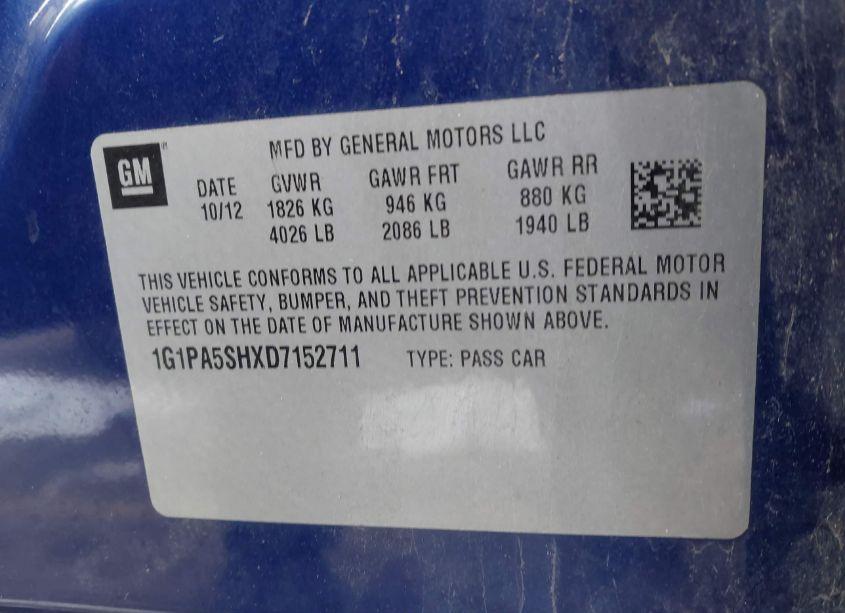 GM
MFD BY GENERAL MOTORS LLC
DATE GVWR GAWR FRT GAWR RR
10/12 1826 KG 946 KG 880 KG
4026 LB 2086 LB 1940 LB
THIS VEHICLE CONFORMS TO ALL APPLICABLE U.S. FEDERAL MOTOR
VEHICLE SAFETY, BUMPER, AND THEFT PREVENTION STANDARDS IN
EFFECT ON THE DATE OF MANUFACTURE SHOWN ABOVE.
1G1PA5SHXD7152711 TYPE: PASS CAR